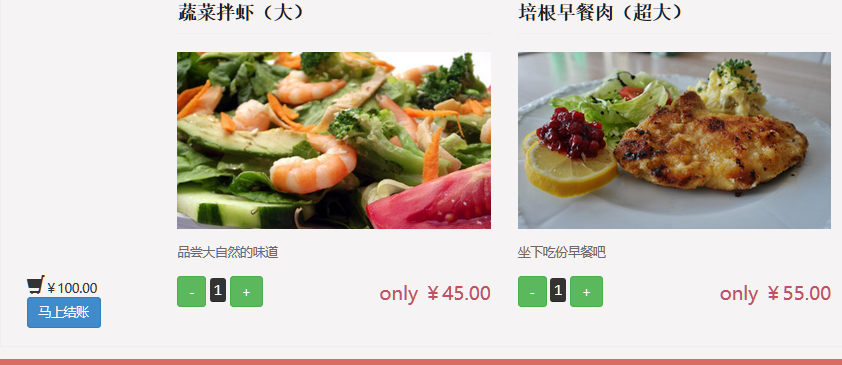 蔬菜拌虾（大）
品尝大自然的味道
- 1 +
only ￥45.00
培根早餐肉（超大）
坐下吃份早餐吧
- 1 +
only ￥55.00
￥100.00
马上结账